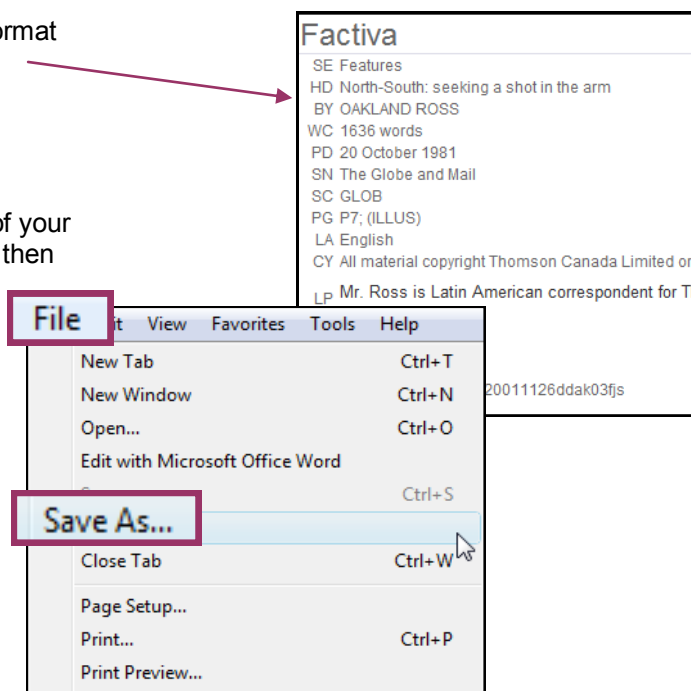 ormat
of your
then
Factiva
SE Features
HD North-South: seeking a shot in the arm
BY OAKLAND ROSS
WC 1636 words
PD 20 October 1981
SN The Globe and Mail
SC GLOB
PG P7; (ILLUS)
LA English
CY All material copyright Thomson Canada Limited or
LP Mr. Ross is Latin American correspondent for T
20011126ddak03fjs
File it View Favorites Tools Help
New Tab Ctrl+T
New Window Ctrl+N
Open... Ctrl+O
Edit with Microsoft Office Word
Ctrl+S
Save As...
Close Tab Ctrl+W
Page Setup...
Print... Ctrl+P
Print Preview...